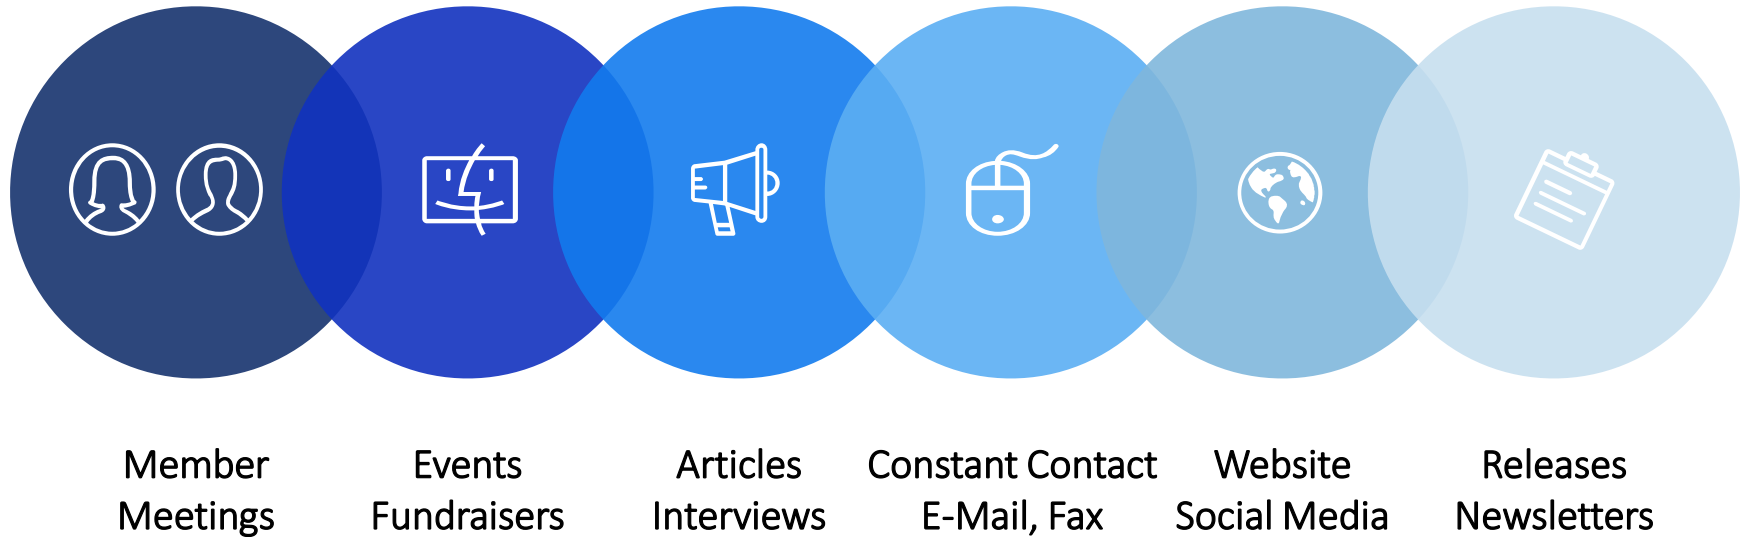 Member
Meetings
Events
Fundraisers
Articles
Interviews
Constant Contact
E-Mail, Fax
Website
Social Media
Releases
Newsletters